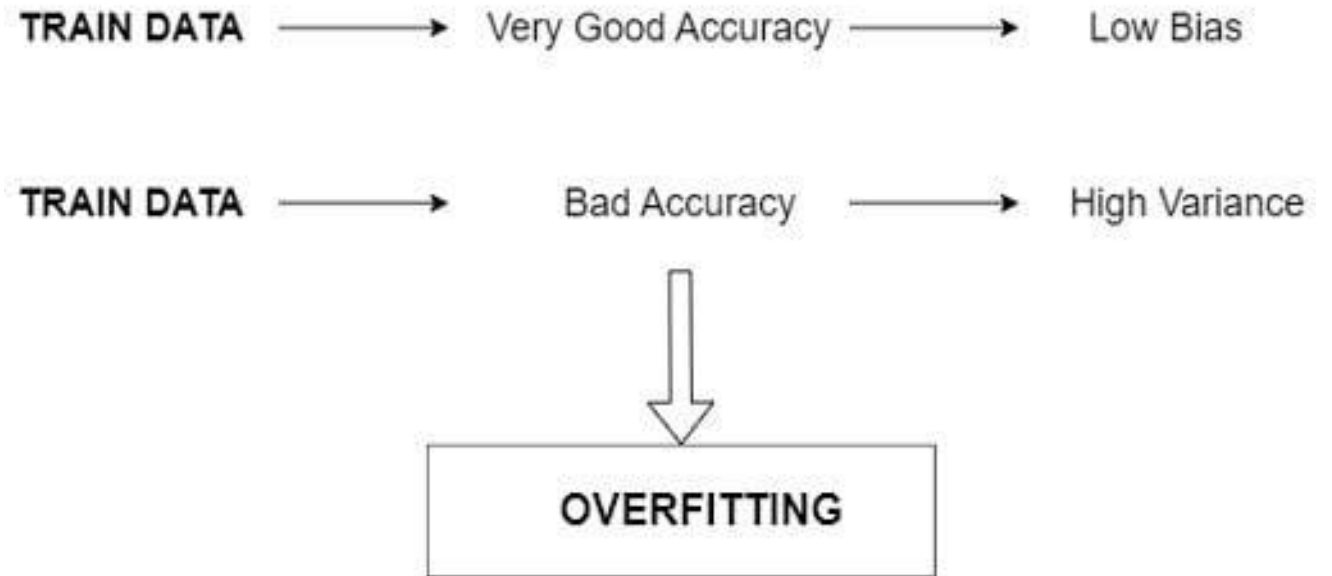 TRAIN DATA Very Good Accuracy Low Bias
TRAIN DATA Bad Accuracy High Variance
OVERFITTING